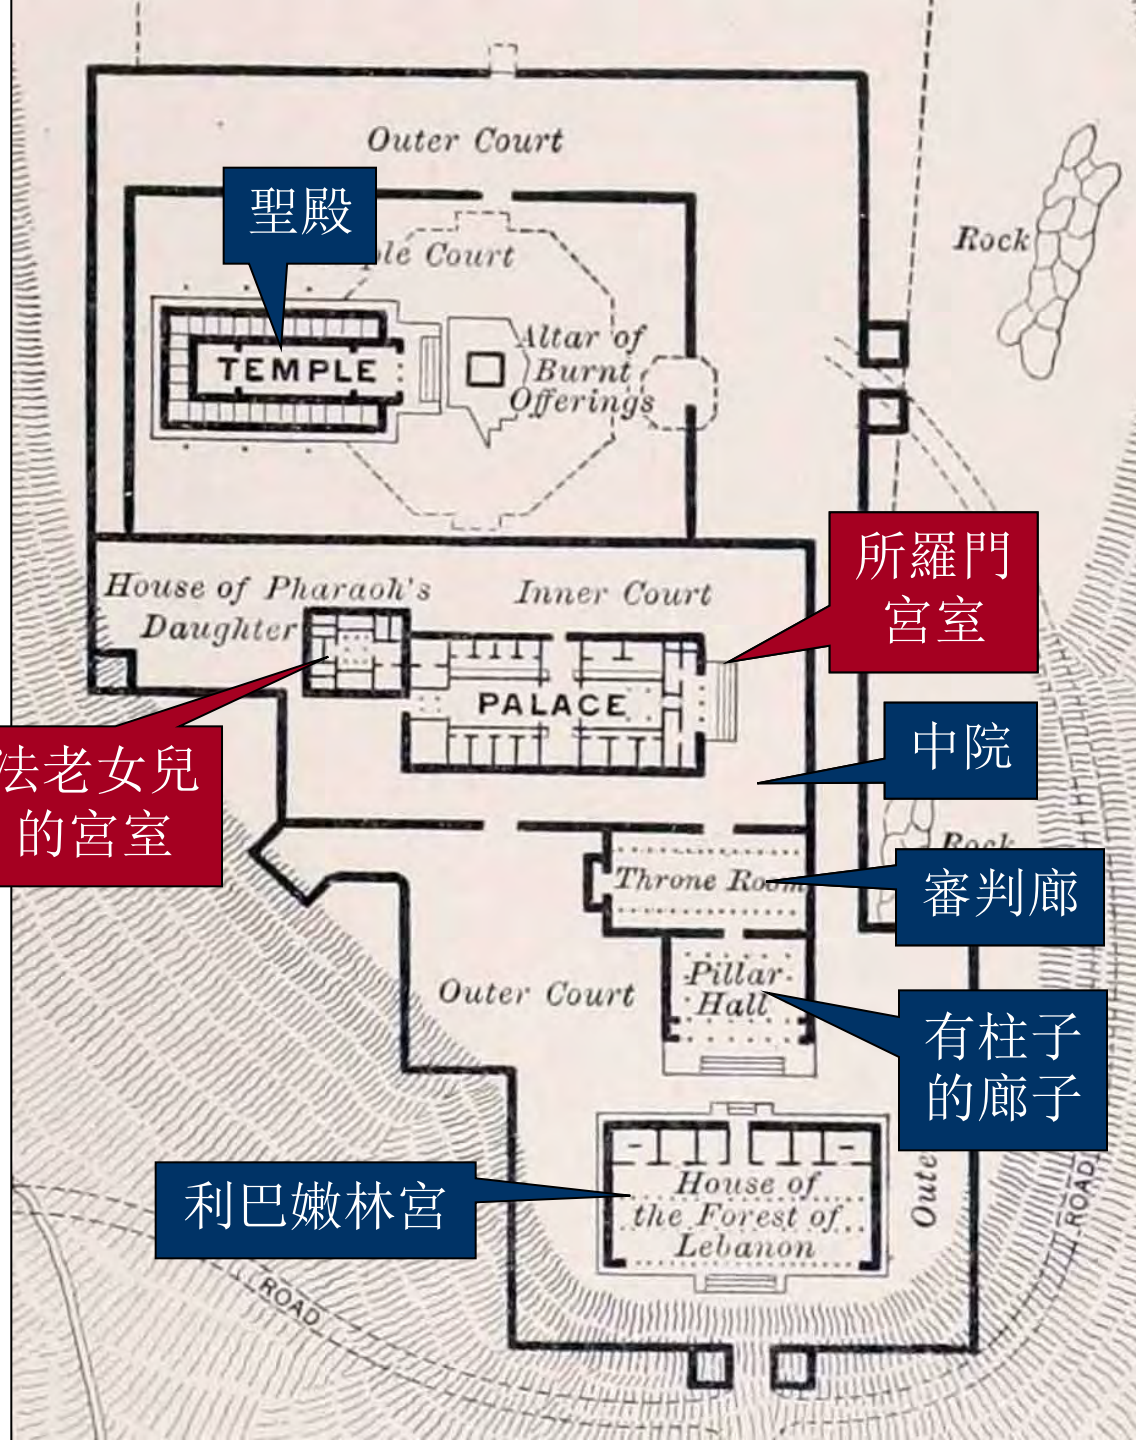 Outer Court
聖殿
Court
Rock
Altar of
Burnt
Offerings
TEMPLE
所羅門
宮室
House of Pharaoh's
Daughter
Inner Court
PALACE
中院
法老女兒
的宮室
Rock
Throne Room
審判廊
Pillar
Hall
Outer Court
有柱子
的廊子
利巴嫩林宮
House of
the Forest of
Lebanon
ROAD
ROAD